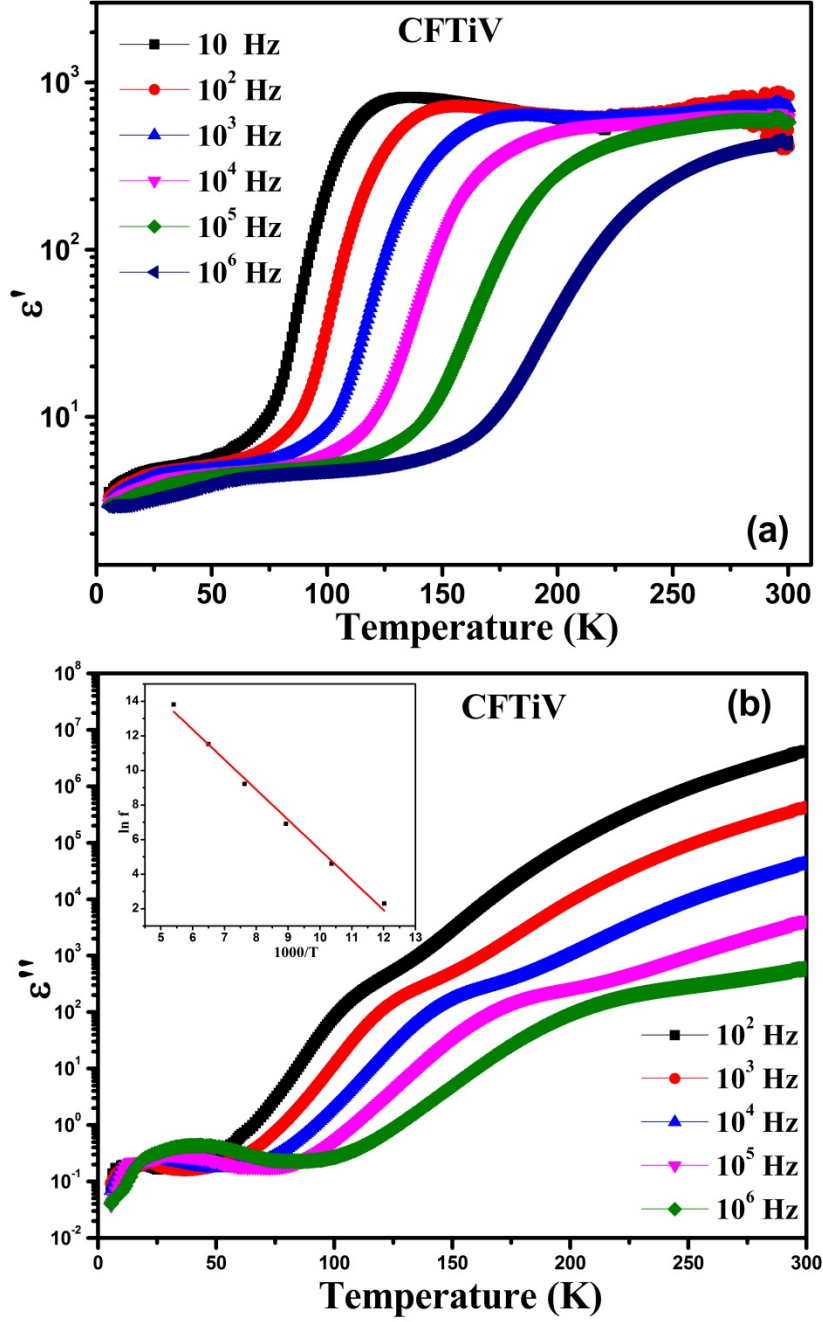 CFTiV
10 Hz
10² Hz
10³ Hz
10⁴ Hz
10⁵ Hz
10⁶ Hz
10³
10²
10¹
ε'
(a)
0 50 100 150 200 250 300
Temperature (K)
10⁸
10⁷
10⁶
10⁵
10⁴
10³
10²
10¹
10⁰
10⁻¹
10⁻²
ε''
CFTiV
(b)
14
12
10
8
6
4
2
ln f
5 6 7 8 9 10 11 12 13
1000/T
10² Hz
10³ Hz
10⁴ Hz
10⁵ Hz
10⁶ Hz
0 50 100 150 200 250 300
Temperature (K)